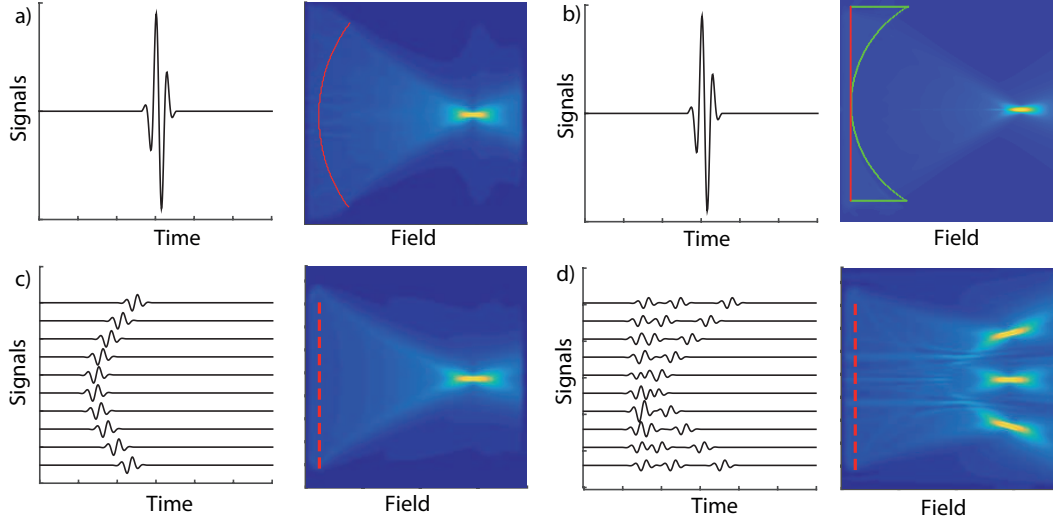 a)
Signals
Time
Field
b)
Signals
Time
Field
c)
Signals
Time
Field
d)
Signals
Time
Field